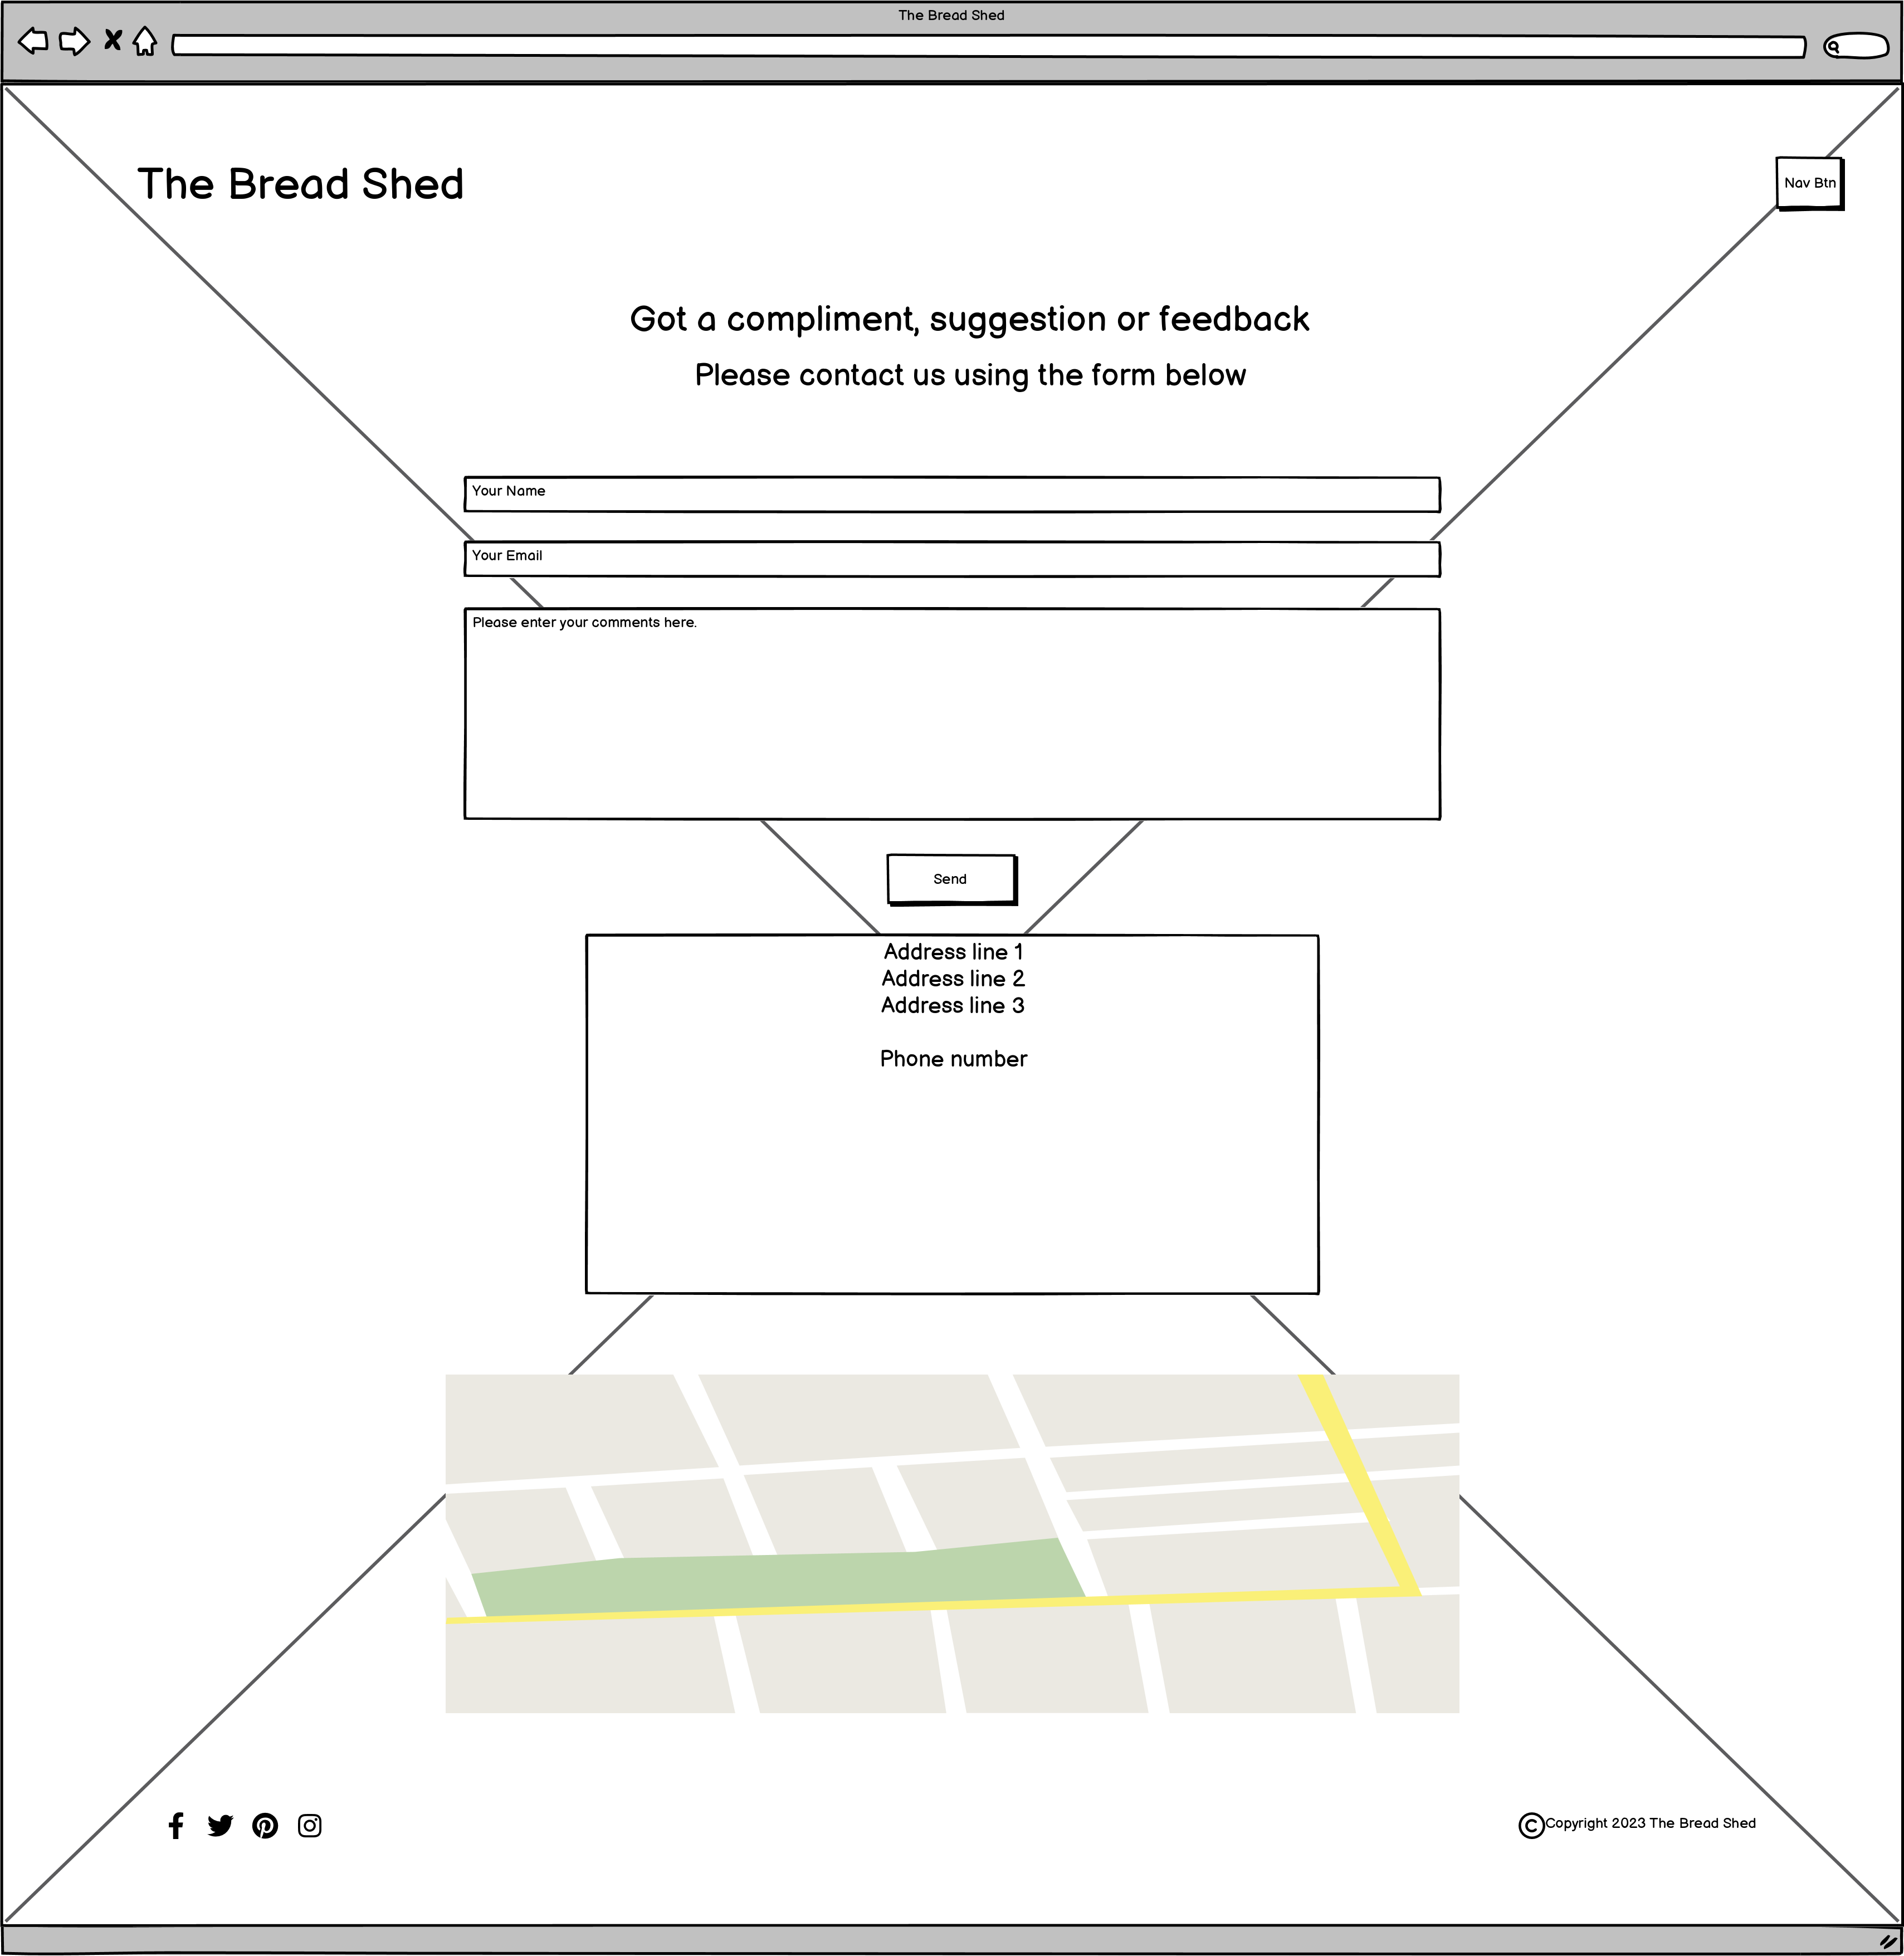 The Bread Shed
The Bread Shed
Nav Btn
Got a compliment, suggestion or feedback
Please contact us using the form below
Your Name
Your Email
Please enter your comments here.
Send
Address line 1
Address line 2
Address line 3
Phone number
©Copyright 2023 The Bread Shed